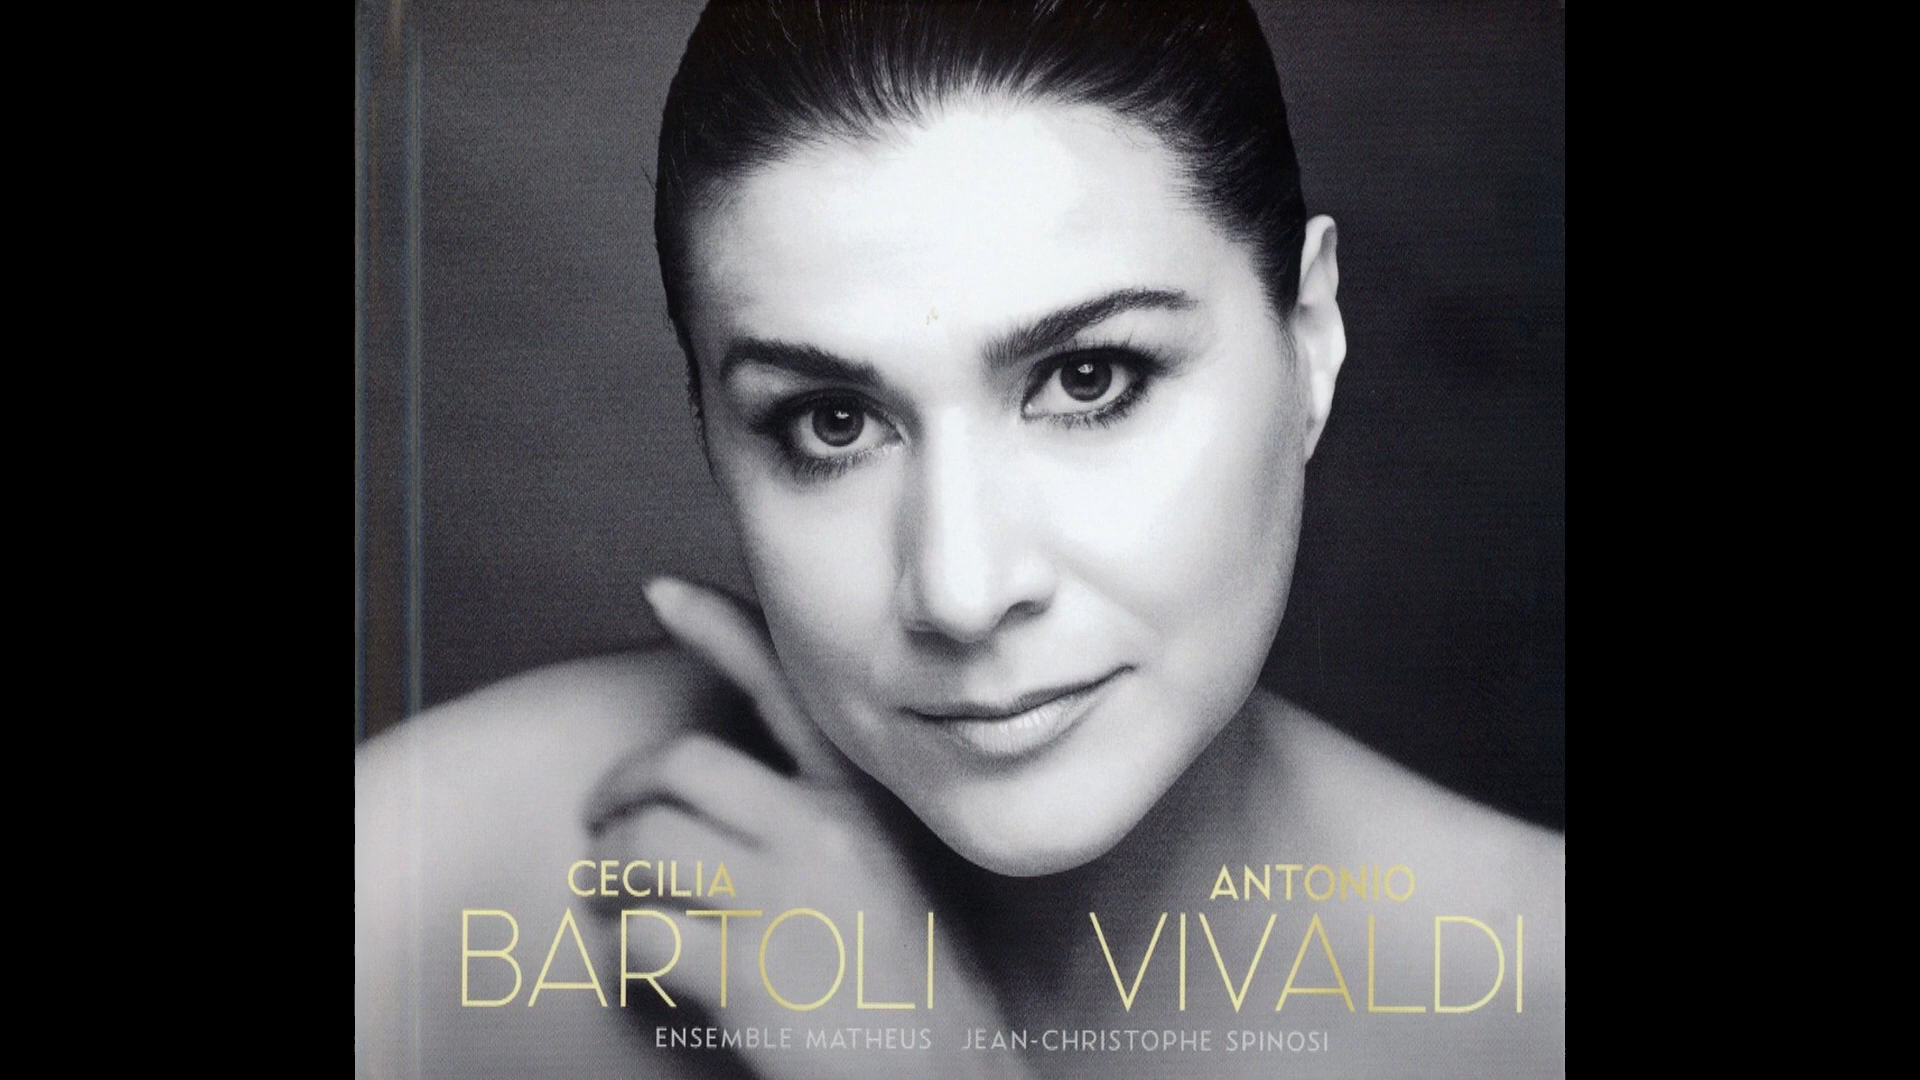 CECILIA
BARTOLI
ANTONIO
VIVALDI
ENSEMBLE MATHEUS JEAN-CHRISTOPHE SPINOSI